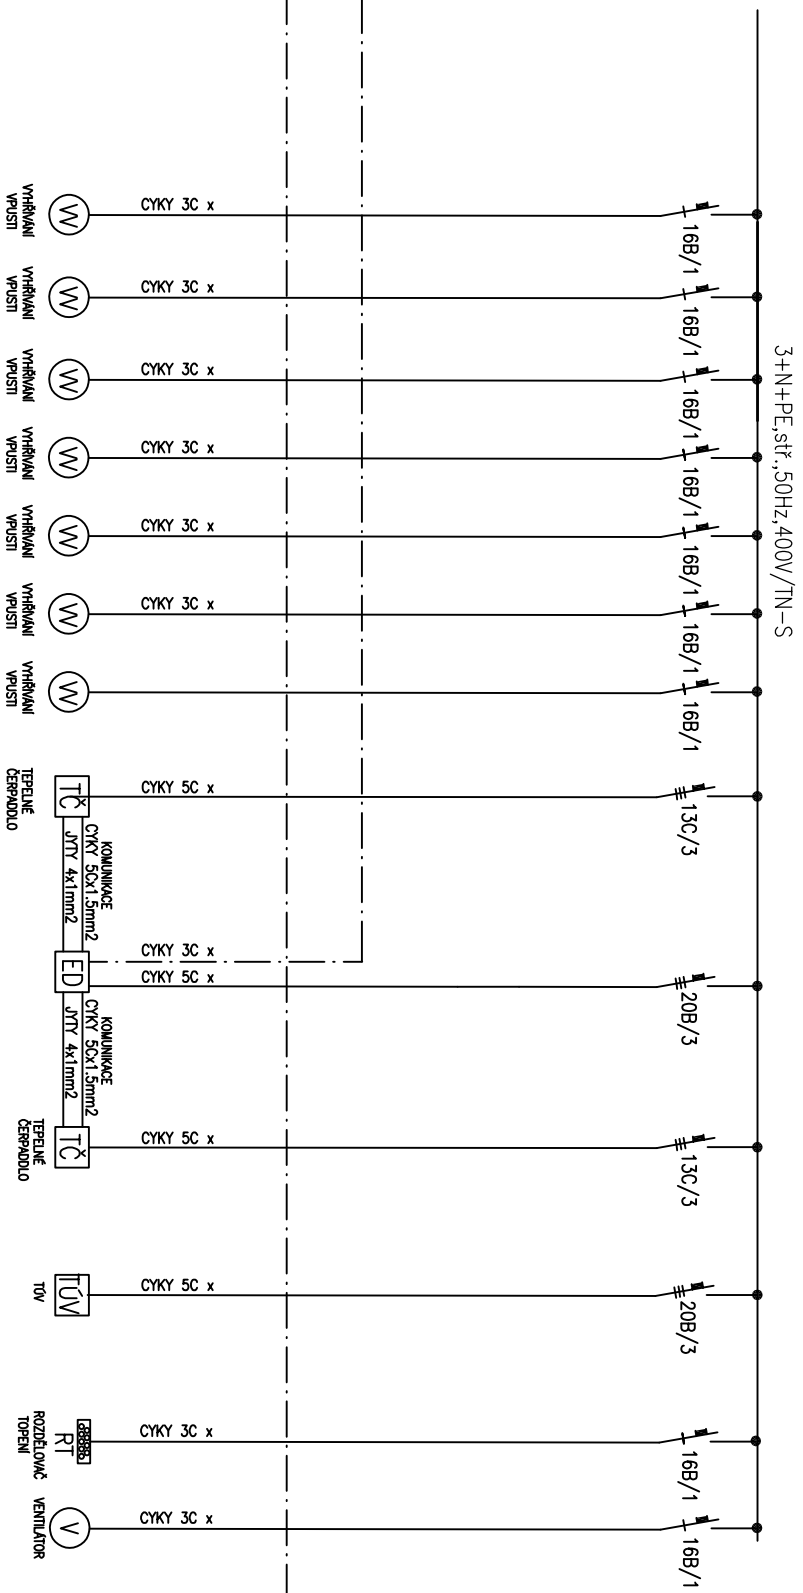 3+N+PE,stř.,50Hz,400V/TN-S
VYHŘÍVÁNÍ
VPUSTI
W
CYKY 3C x
16B/1
VYHŘÍVÁNÍ
VPUSTI
W
CYKY 3C x
16B/1
VYHŘÍVÁNÍ
VPUSTI
W
CYKY 3C x
16B/1
VYHŘÍVÁNÍ
VPUSTI
W
CYKY 3C x
16B/1
VYHŘÍVÁNÍ
VPUSTI
W
CYKY 3C x
16B/1
VYHŘÍVÁNÍ
VPUSTI
W
CYKY 3C x
16B/1
VYHŘÍVÁNÍ
VPUSTI
W
CYKY 3C x
16B/1
TEPELNÉ
ČERPADDLO
TČ
CYKY 5C x
13C/3
KOMUNIKACE
CYKY 5Cx1.5mm2
JYTY 4x1mm2
ED
CYKY 3C x
CYKY 5C x
20B/3
KOMUNIKACE
CYKY 5Cx1.5mm2
JYTY 4x1mm2
TEPELNÉ
ČERPADDLO
TČ
CYKY 5C x
13C/3
TÚV
TÚV
CYKY 5C x
20B/3
ROZDĚLOVAČ
TOPENÍ
RT
CYKY 3C x
16B/1
VENTILÁTOR
V
CYKY 3C x
16B/1